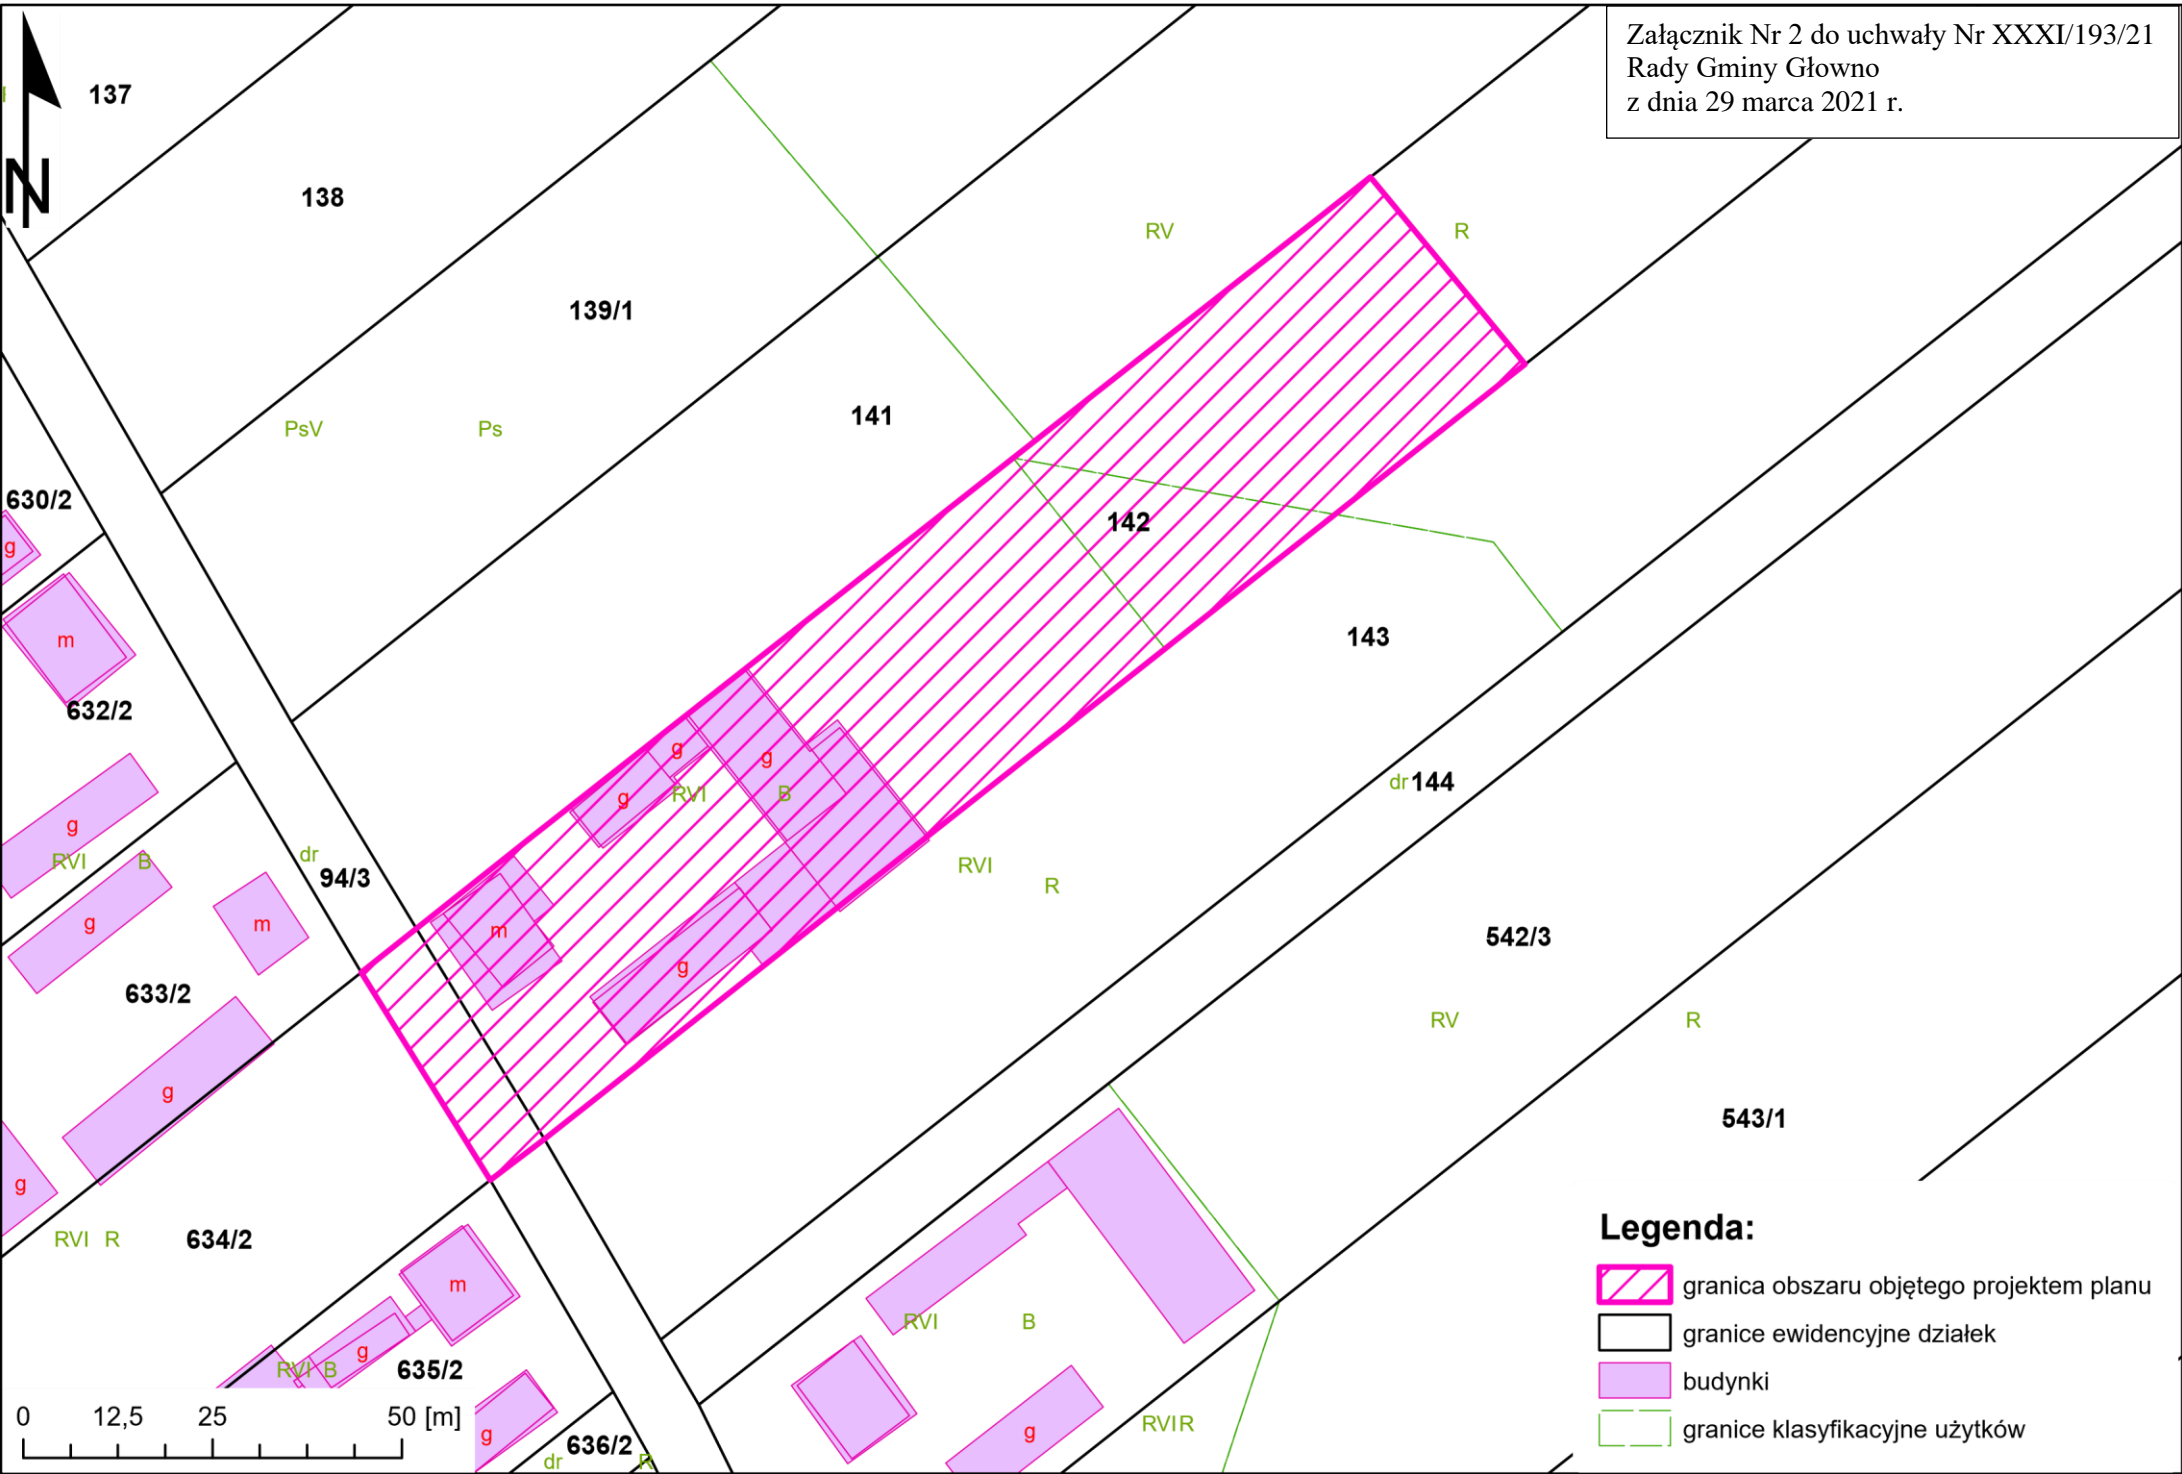 Załącznik Nr 2 do uchwały Nr XXXI/193/21
Rady Gminy Głowno
z dnia 29 marca 2021 r.
137
N
138
RV
R
139/1
141
PsV
Ps
630/2
g
142
m
143
632/2
g
g
g
dr 144
g
RVI
B
g
RVI
B
dr
94/3
RVI
R
g
m
m
542/3
g
633/2
RV
R
g
543/1
g
RVI
R
634/2
Legenda:
m
granica obszaru objętego projektem planu
RVI
B
granice ewidencyjne działek
g
RVI
B
635/2
budynki
0
12,5
25
50 [m]
g
636/2
g
RVI
R
granice klasyfikacyjne użytków
dr
R